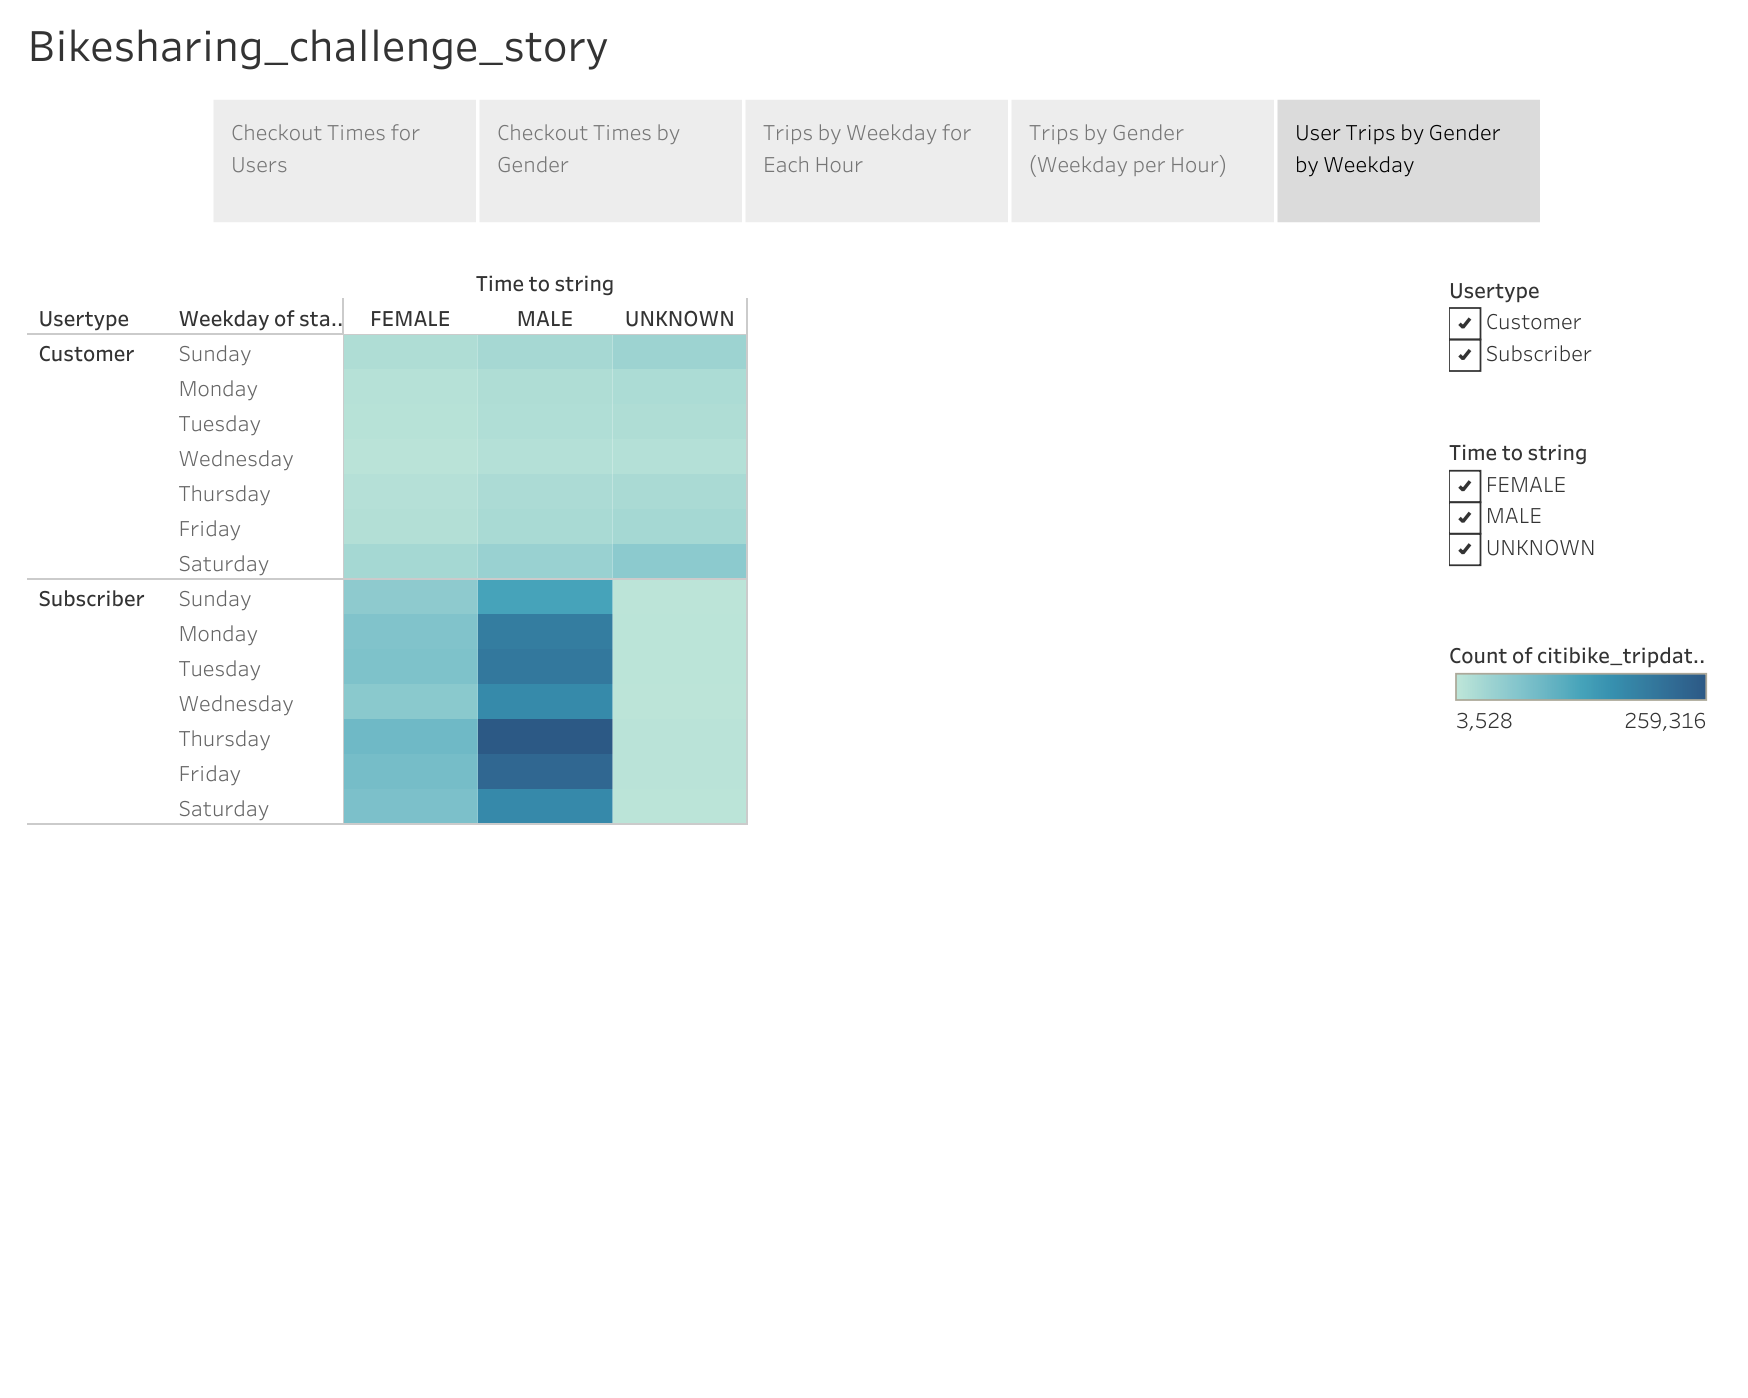 Bikesharing_challenge_story
Checkout Times for
Users
Checkout Times by
Gender
Trips by Weekday for
Each Hour
Trips by Gender
(Weekday per Hour)
User Trips by Gender
by Weekday
Time to string
Usertype Weekday of sta.. FEMALE MALE UNKNOWN
Customer Sunday
Monday
Tuesday
Wednesday
Thursday
Friday
Saturday
Subscriber Sunday
Monday
Tuesday
Wednesday
Thursday
Friday
Saturday
Usertype
Customer
Subscriber
Time to string
FEMALE
MALE
UNKNOWN
Count of citibike_tripdat..
3,528 259,316